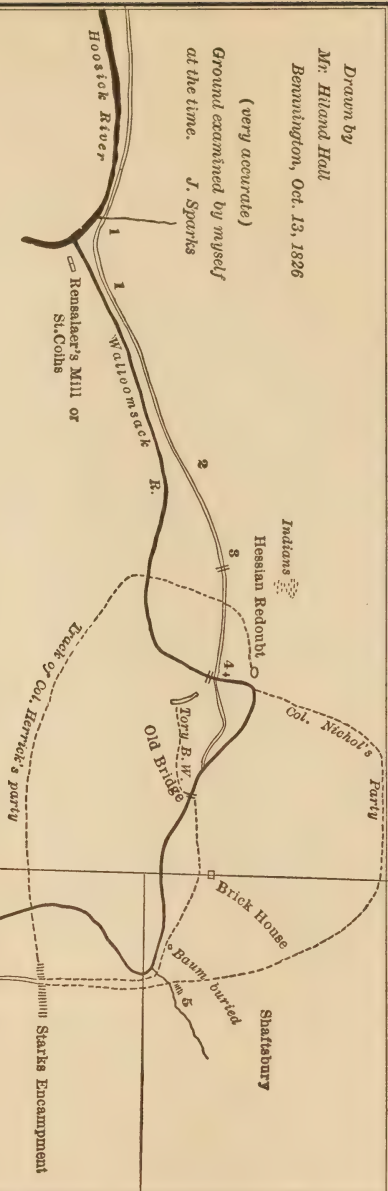 Drawn by
Mr. Hiland Hall
Bennnington, Oct. 13, 1826
(very accurate)
Ground examined by myself
at the time. J. Sparks
Hoosick River
1
1
Rensalaer's Mill or
St.Coihs
Walloomsack R.
2
3
Indians
Hessian Redoubt
4
Col. Nichol's Party
Track of Col. Herrick's party
Tory B.W.
Old Bridge
Brick House
Baum buried
5
Shaftsbury
Starks Encampment